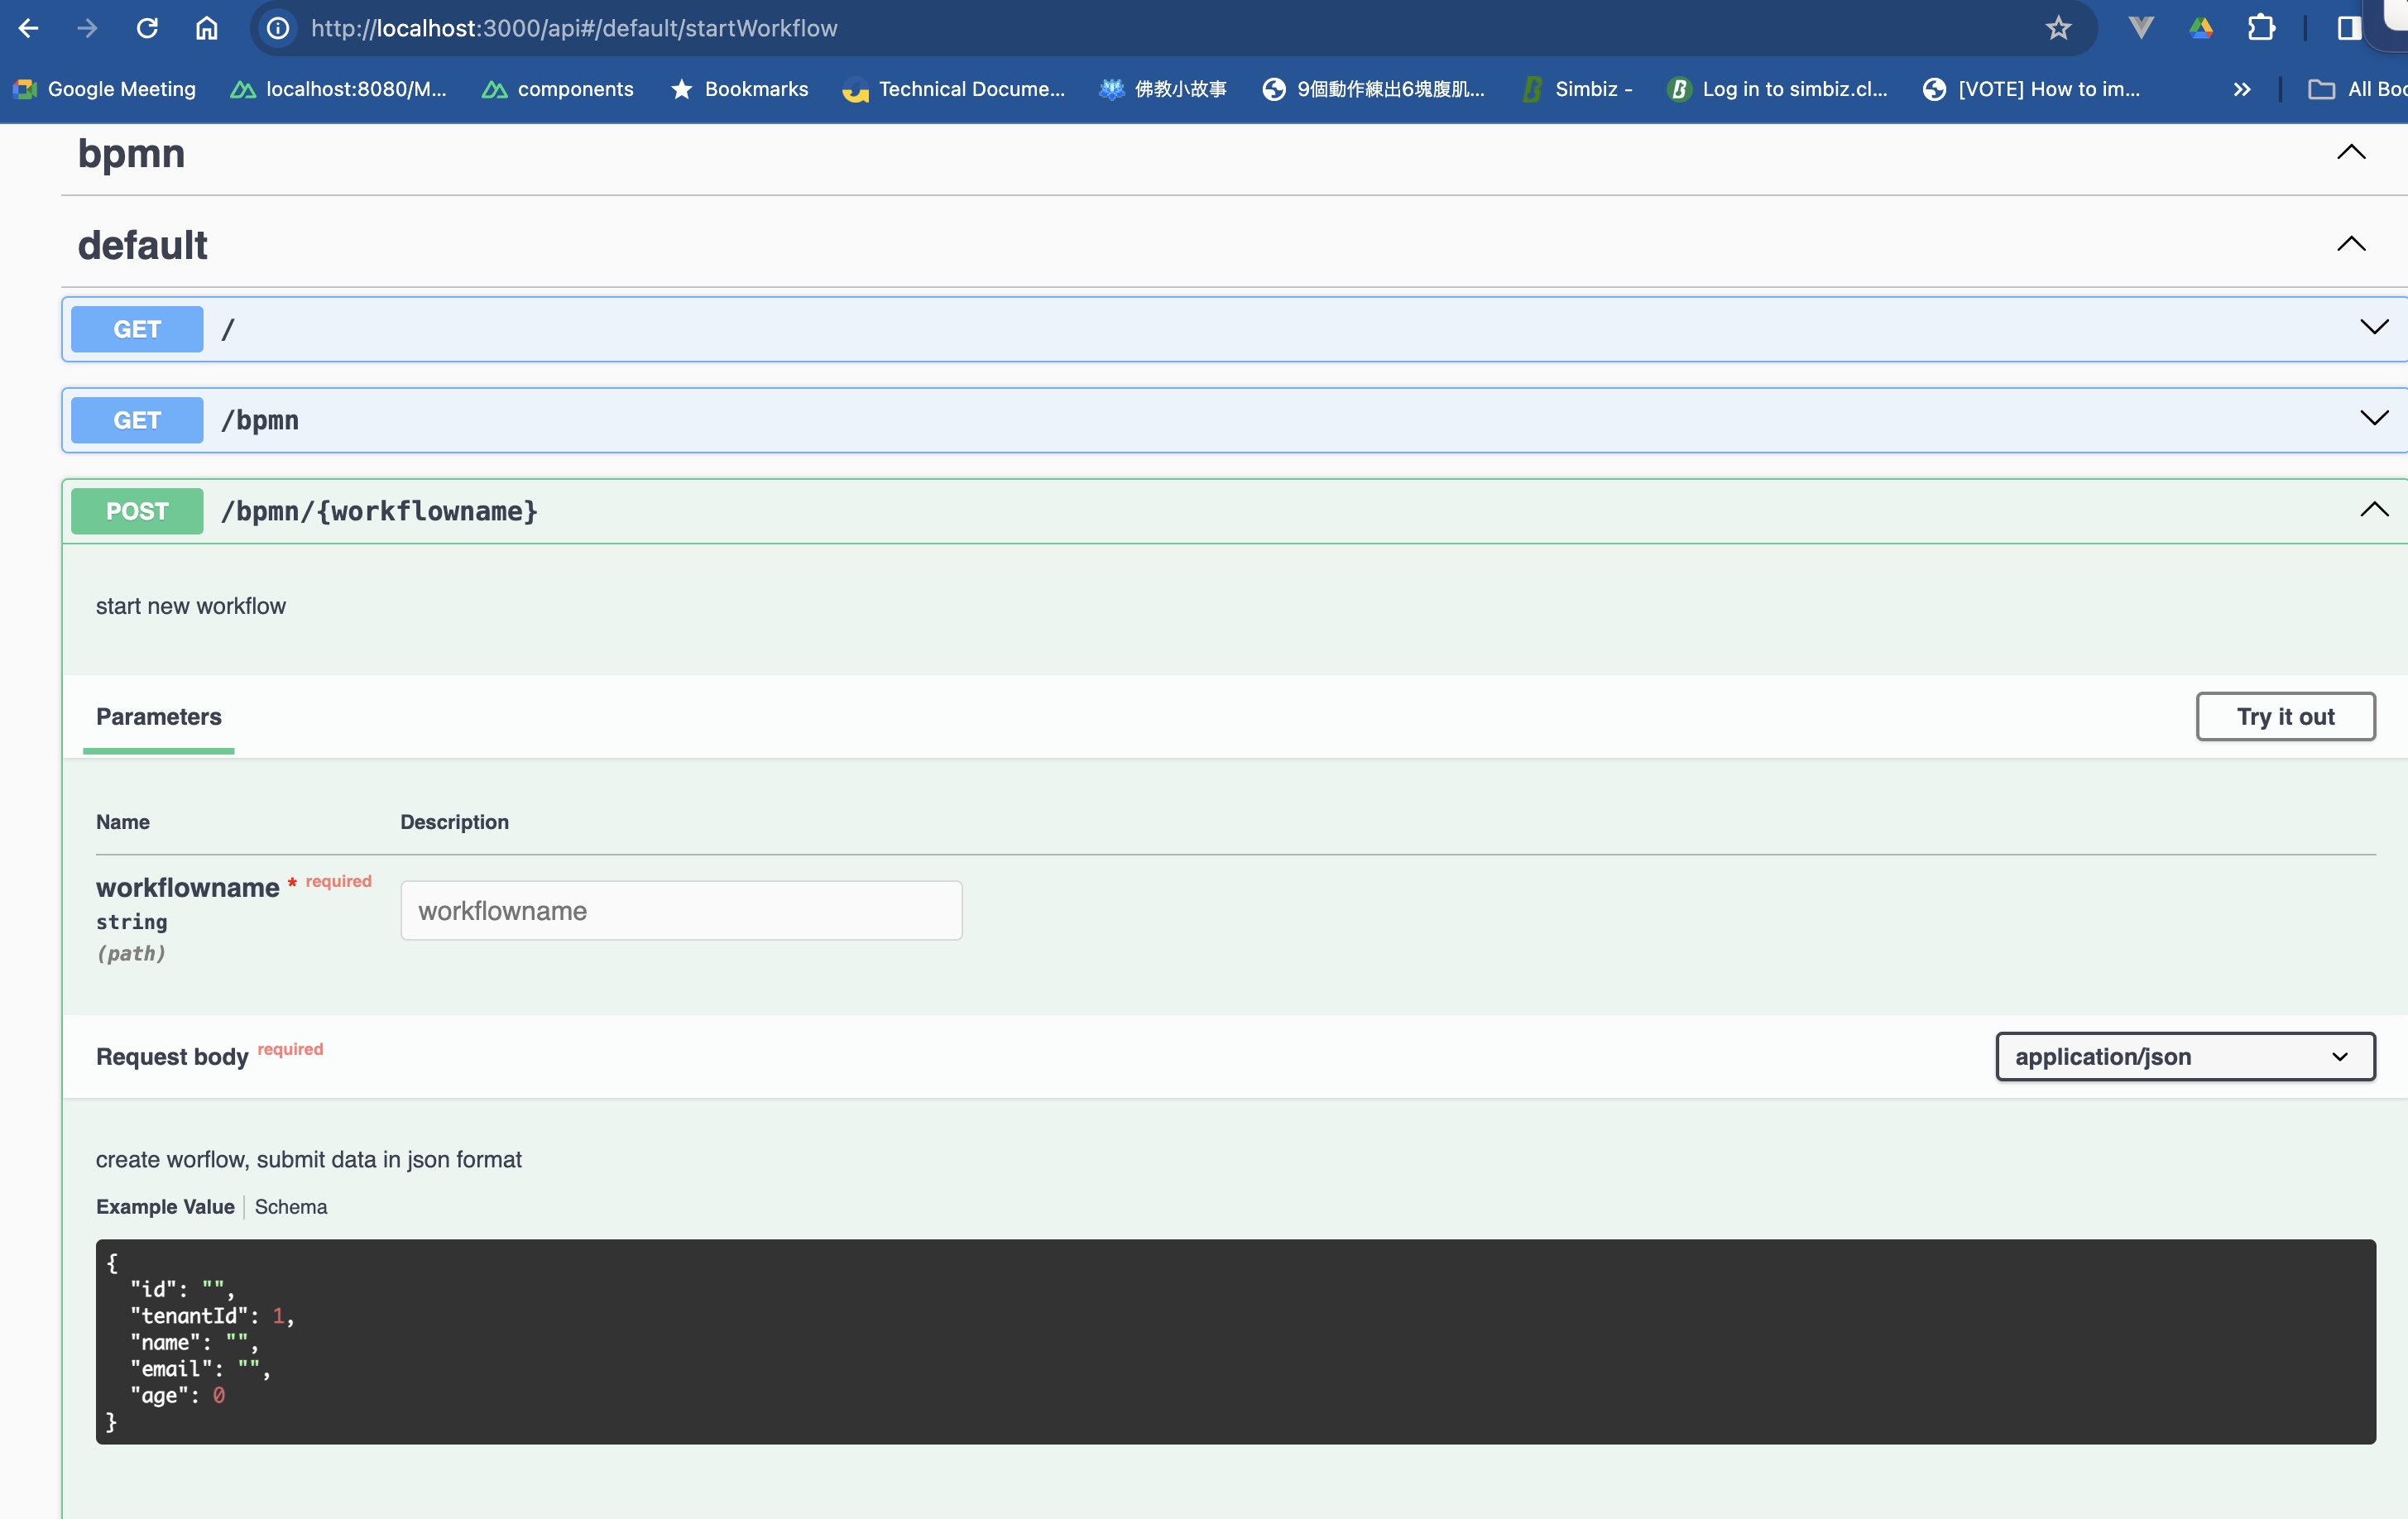 http://localhost:3000/api#/default/startWorkflow
Google Meeting localhost:8080/M... components Bookmarks Technical Docume... 佛教小故事 9個動作練出6塊腹肌... Simbiz - Log in to simbiz.cl... [VOTE] How to im... » All Boo
bpmn
default
GET /
GET /bpmn
POST /bpmn/{workflowname}
start new workflow
Parameters Try it out
Name Description
workflowname * required workflowname
string
(path)
Request body required application/json
create worflow, submit data in json format
Example Value Schema
{
"id": "",
"tenantId": 1,
"name": "",
"email": "",
"age": 0
}